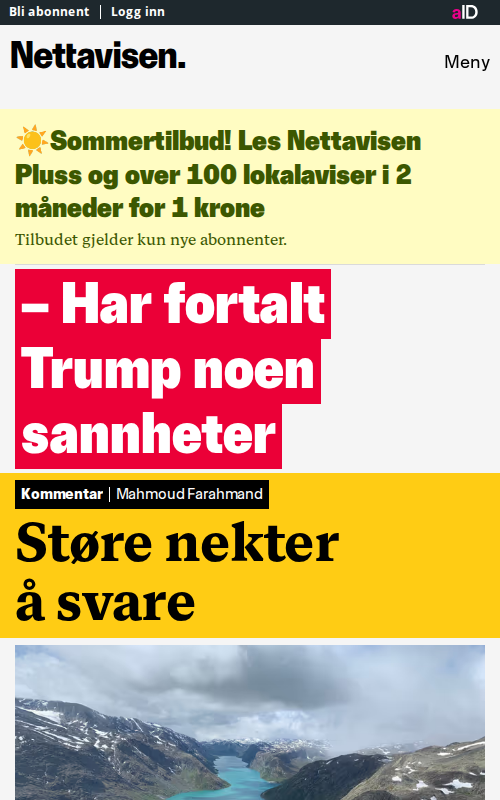 Bli abonnent | Logg inn
aID
Nettavisen.
Meny
☀️Sommertilbud! Les Nettavisen
Pluss og over 100 lokalaviser i 2
måneder for 1 krone
Tilbudet gjelder kun nye abonnenter.
– Har fortalt
Trump noen
sannheter
Kommentar | Mahmoud Farahmand
Støre nekter
å svare